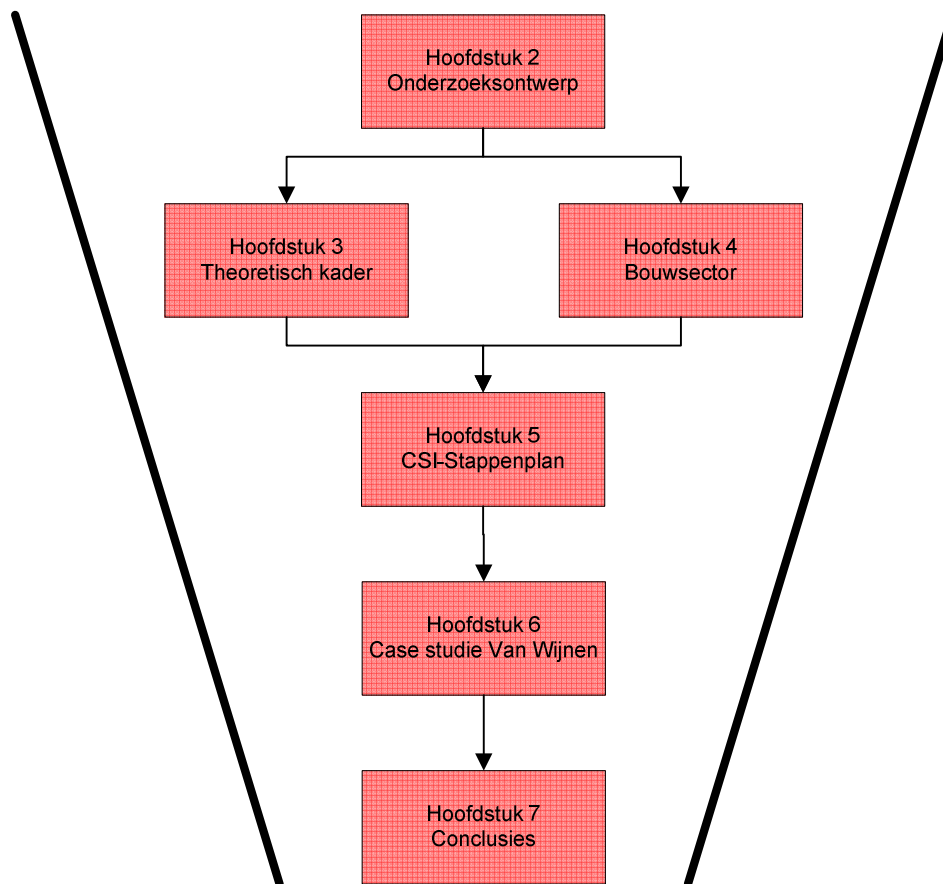 Hoofdstuk 2
Onderzoeksontwerp
Hoofdstuk 3
Theoretisch kader
Hoofdstuk 4
Bouwsector
Hoofdstuk 5
CSI-Stappenplan
Hoofdstuk 6
Case studie Van Wijnen
Hoofdstuk 7
Conclusies